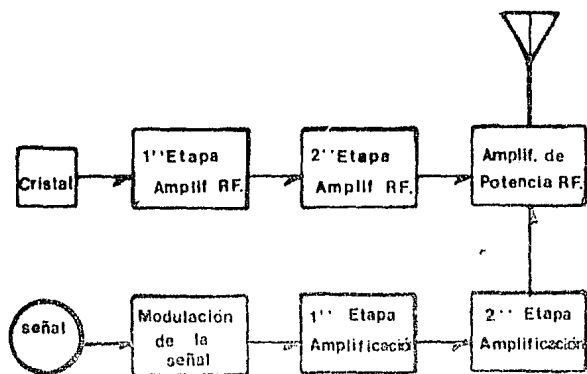 Cristal
1'' Etapa
Amplif RF.
2'' Etapa
Amplif RF.
Amplif. de
Potencia RF.
señal
Modulación
de la
señal
1'' Etapa
Amplificació
2'' Etapa
Amplificación